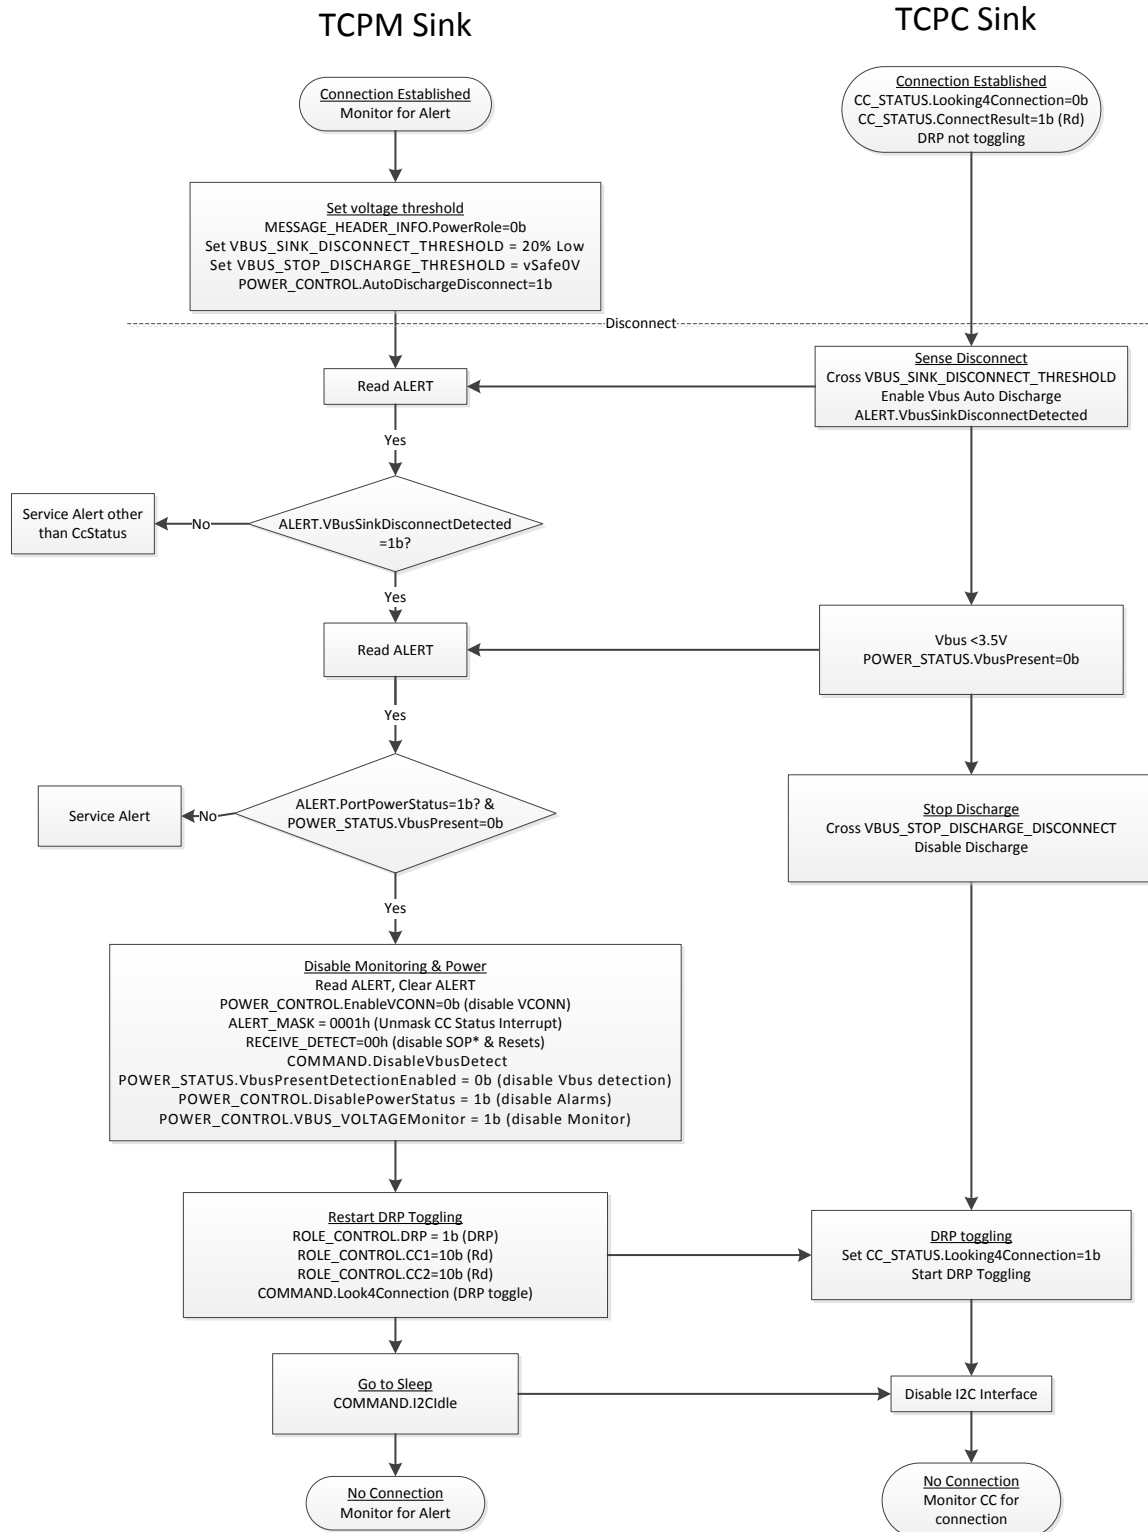 TCPM Sink
TCPC Sink
Connection Established
Monitor for Alert
Connection Established
CC_STATUS.Looking4Connection=0b
CC_STATUS.ConnectResult=1b (Rd)
DRP not toggling
Set voltage threshold
MESSAGE_HEADER_INFO.PowerRole=0b
Set VBUS_SINK_DISCONNECT_THRESHOLD = 20% Low
Set VBUS_STOP_DISCHARGE_THRESHOLD = vSafe0V
POWER_CONTROL.AutoDischargeDisconnect=1b
Disconnect
Read ALERT
Sense Disconnect
Cross VBUS_SINK_DISCONNECT_THRESHOLD
Enable Vbus Auto Discharge
ALERT.VbusSinkDisconnectDetected
Yes
Service Alert other
than CcStatus
No
ALERT.VBusSinkDisconnectDetected
=1b?
Yes
Read ALERT
Vbus <3.5V
POWER_STATUS.VbusPresent=0b
Yes
Service Alert
No
ALERT.PortPowerStatus=1b? &
POWER_STATUS.VbusPresent=0b
Stop Discharge
Cross VBUS_STOP_DISCHARGE_DISCONNECT
Disable Discharge
Yes
Disable Monitoring & Power
Read ALERT, Clear ALERT
POWER_CONTROL.EnableVCONN=0b (disable VCONN)
ALERT_MASK = 0001h (Unmask CC Status Interrupt)
RECEIVE_DETECT=00h (disable SOP* & Resets)
COMMAND.DisableVbusDetect
POWER_STATUS.VbusPresentDetectionEnabled = 0b (disable Vbus detection)
POWER_CONTROL.DisablePowerStatus = 1b (disable Alarms)
POWER_CONTROL.VBUS_VOLTAGEMonitor = 1b (disable Monitor)
Restart DRP Toggling
ROLE_CONTROL.DRP = 1b (DRP)
ROLE_CONTROL.CC1=10b (Rd)
ROLE_CONTROL.CC2=10b (Rd)
COMMAND.Look4Connection (DRP toggle)
DRP toggling
Set CC_STATUS.Looking4Connection=1b
Start DRP Toggling
Go to Sleep
COMMAND.I2CIdle
Disable I2C Interface
No Connection
Monitor for Alert
No Connection
Monitor CC for
connection